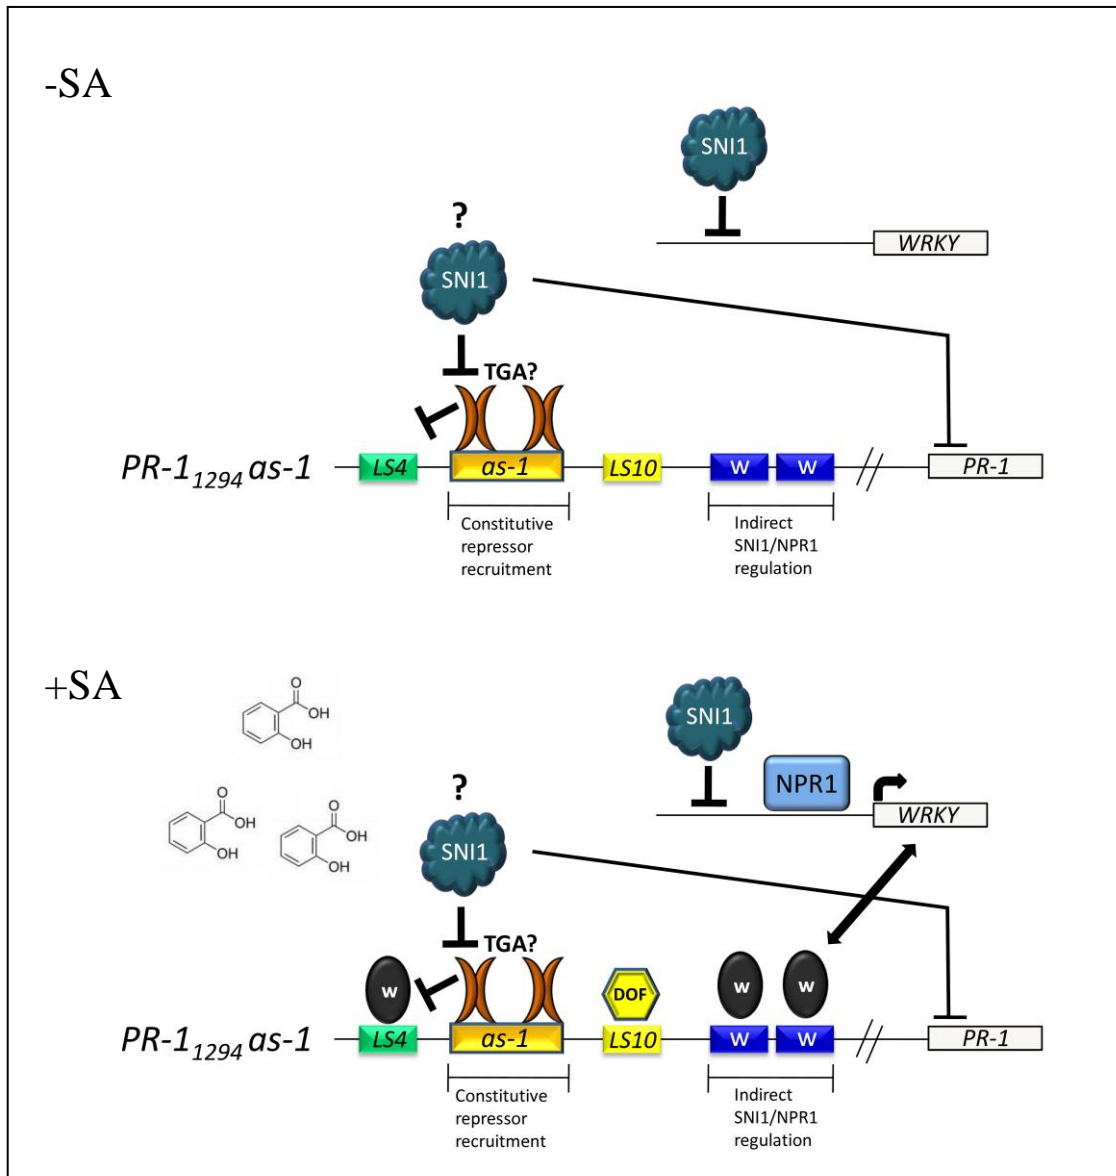 -SA
SNI1
WRKY
?
SNI1
TGA?
PR-1₁₂₉₄ as-1
LS4
as-1
LS10
W
W
PR-1
Constitutive
repressor
recruitment
Indirect
SNI1/NPR1
regulation
+SA
O
OH
OH
O
OH
OH
O
OH
OH
SNI1
NPR1
WRKY
?
SNI1
TGA?
W
DOF
W
W
PR-1₁₂₉₄ as-1
LS4
as-1
LS10
W
W
PR-1
Constitutive
repressor
recruitment
Indirect
SNI1/NPR1
regulation